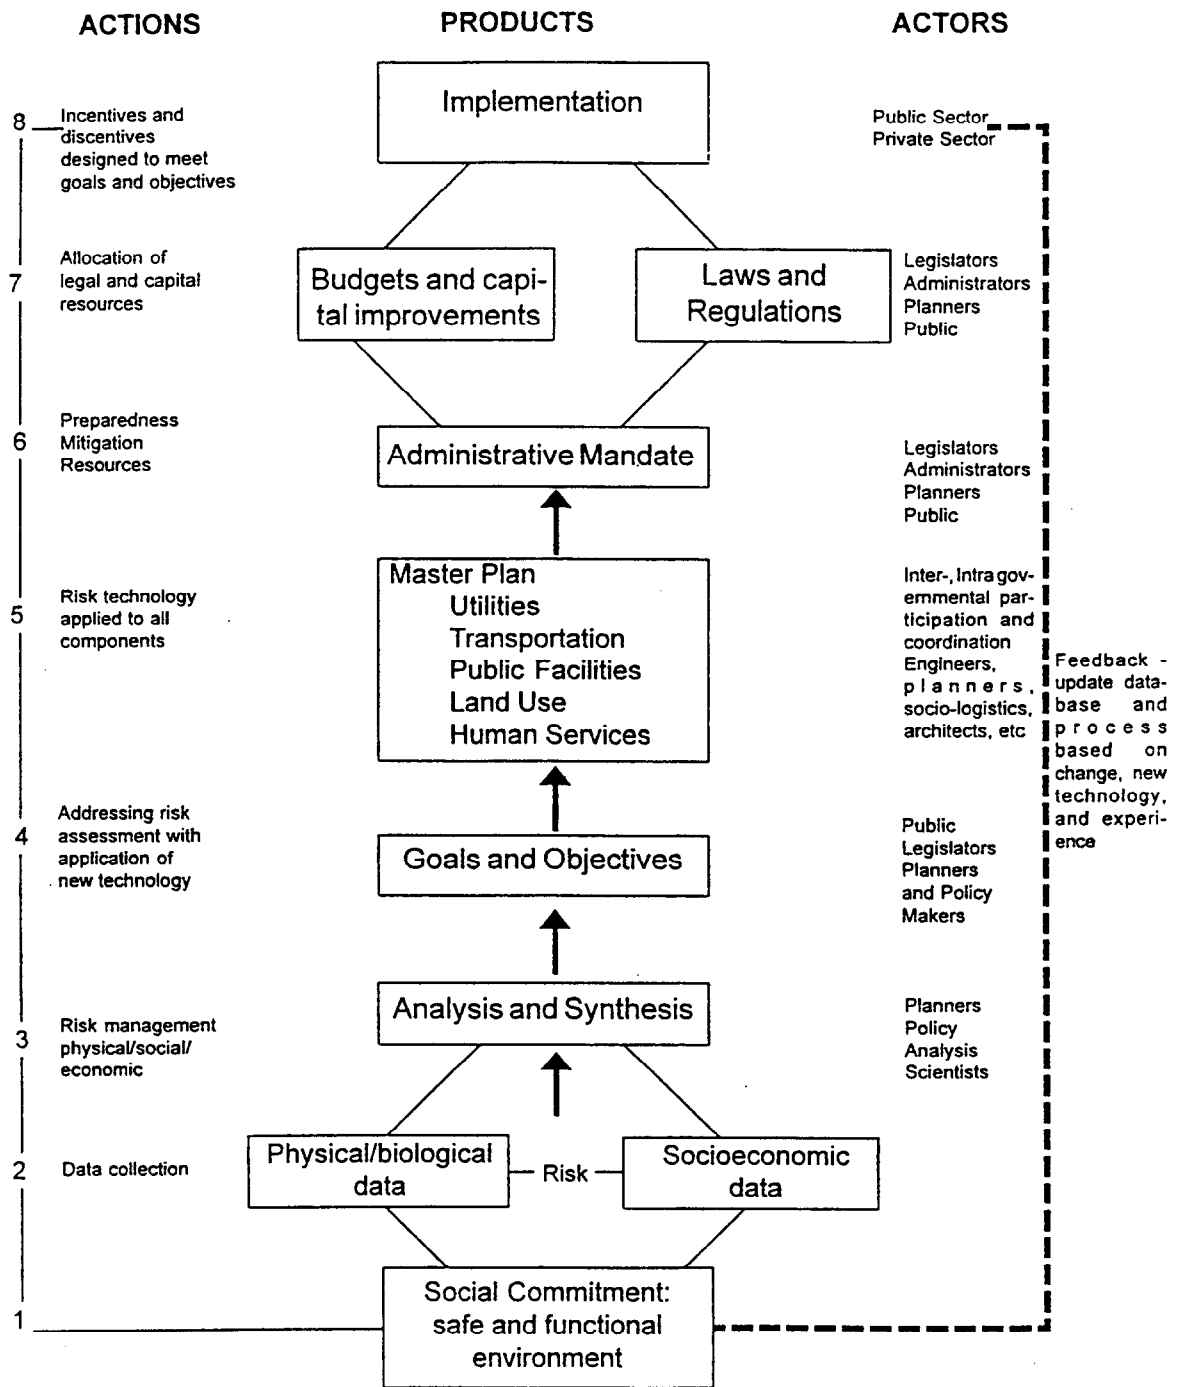 ACTIONS
PRODUCTS
ACTORS
8
Incentives and
discentives
designed to meet
goals and objectives
Implementation
Public Sector
Private Sector
7
Allocation of
legal and capital
resources
Budgets and capi-
tal improvements
Laws and
Regulations
Legislators
Administrators
Planners
Public
6
Preparedness
Mitigation
Resources
Administrative Mandate
Legislators
Administrators
Planners
Public
5
Risk technology
applied to all
components
Master Plan
Utilities
Transportation
Public Facilities
Land Use
Human Services
Inter-, Intra gov-
ernmental par-
ticipation and
coordination
Engineers,
planners,
socio-logistics,
architects, etc
Feedback -
update data-
base and
process
based on
change, new
technology,
and experi-
ence
4
Addressing risk
assessment with
application of
new technology
Goals and Objectives
Public
Legislators
Planners
and Policy
Makers
3
Risk management
physical/social/
economic
Analysis and Synthesis
Planners
Policy
Analysis
Scientists
2
Data collection
Physical/biological
data
Risk
Socioeconomic
data
1
Social Commitment:
safe and functional
environment